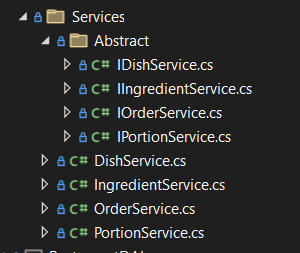 Services
Abstract
C# IDishService.cs
C# IIngredientService.cs
C# IOrderService.cs
C# IPortionService.cs
C# DishService.cs
C# IngredientService.cs
C# OrderService.cs
C# PortionService.cs